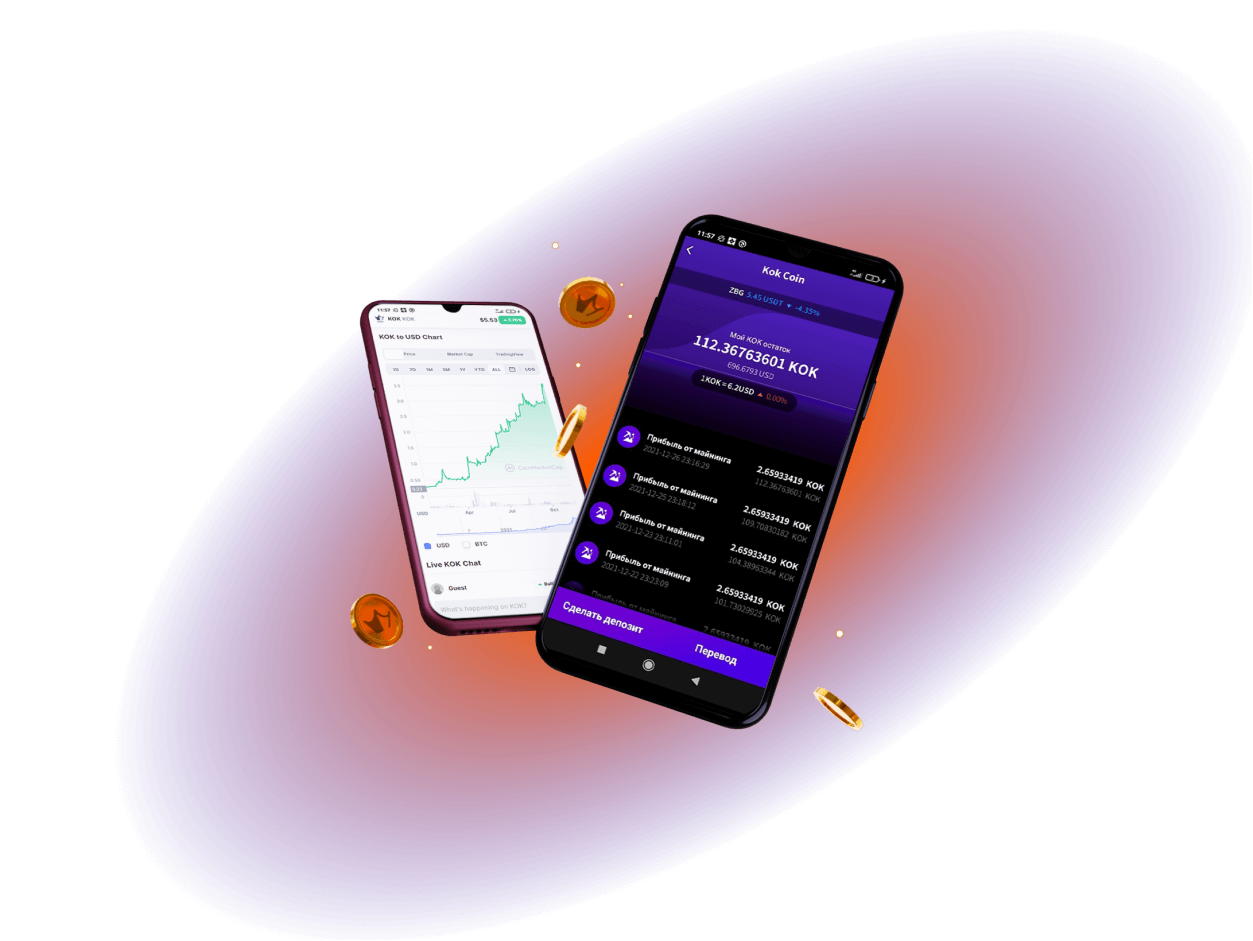 11:57
KOK KOK
$5.53 3.76%
KOK to USD Chart
Price Market Cap TradingView
1D 7D 1M 3M 1Y YTD ALL LOG
3.0
2.0
1.0
0.50
0
USD Apr Jul Oct
2021
USD BTC
Live KOK Chat
Guest
What's happening on KOK?
CoinMarketCap
11:57
Kok Coin
ZBG 5.45 USDT ▼ -4.35%
Мой KOK остаток
112.36763601 KOK
696.6793 USD
1KOK = 6.2USD ▲ 0.00%
Прибыль от майнинга 2.65933419 KOK
2021-12-26 23:16:29 112.36763601 KOK
Прибыль от майнинга 2.65933419 KOK
2021-12-25 23:18:12 109.70830182 KOK
Прибыль от майнинга 2.65933419 KOK
2021-12-23 23:11:01 104.38963344 KOK
Прибыль от майнинга 2.65933419 KOK
2021-12-22 23:23:09 101.73029925 KOK
Прибыль от майнинга 2.65933419 KOK
Сделать депозит Перевод